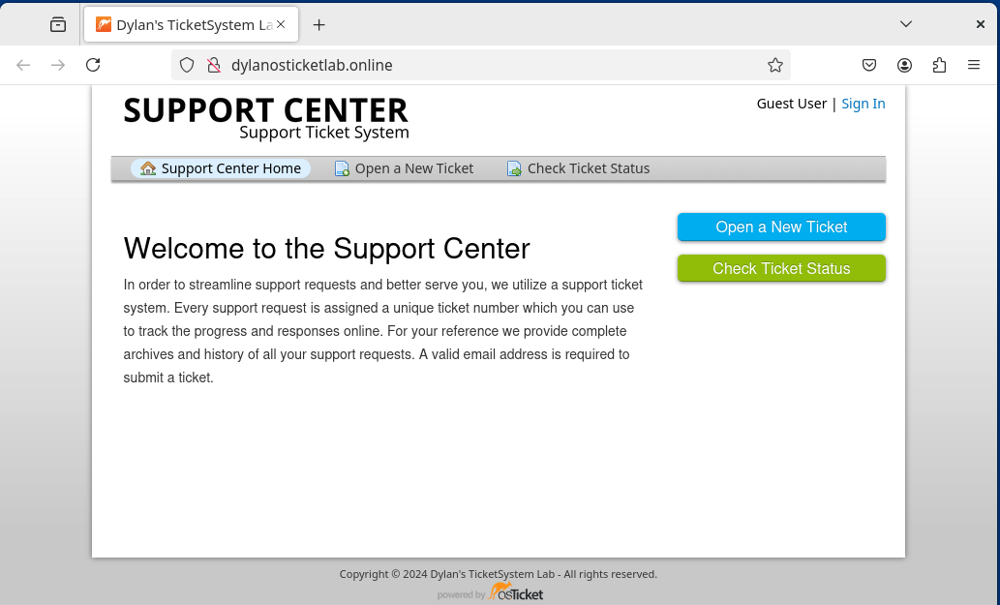 Dylan's TicketSystem La
dylanosticketlab.online
SUPPORT CENTER
Support Ticket System
Guest User | Sign In
Support Center Home
Open a New Ticket
Check Ticket Status
Open a New Ticket
Check Ticket Status
Welcome to the Support Center
In order to streamline support requests and better serve you, we utilize a support ticket
system. Every support request is assigned a unique ticket number which you can use
to track the progress and responses online. For your reference we provide complete
archives and history of all your support requests. A valid email address is required to
submit a ticket.
Copyright © 2024 Dylan's TicketSystem Lab - All rights reserved.
powered by osTicket